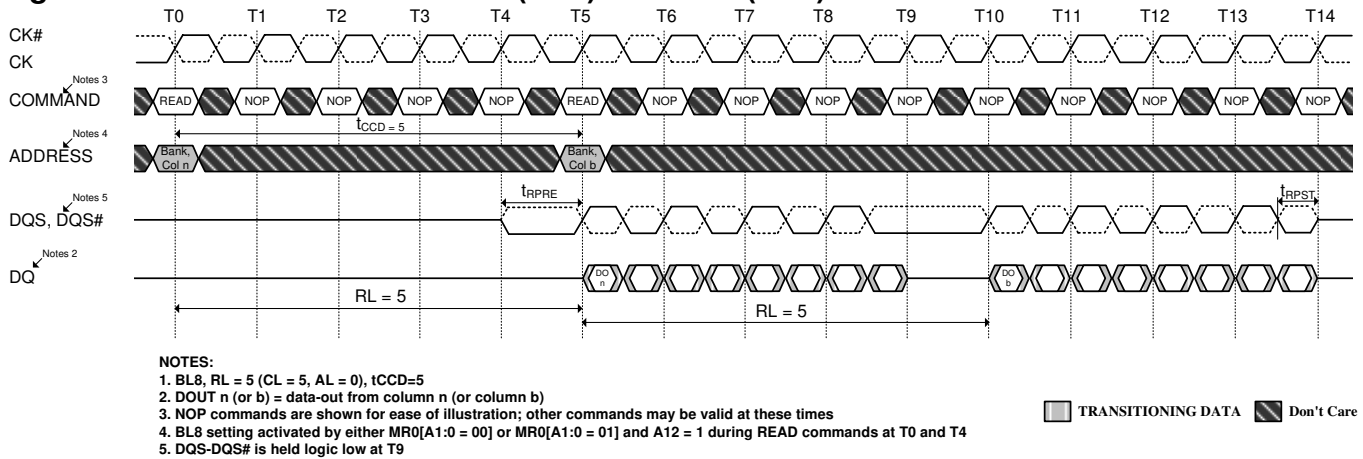 T0 T1 T2 T3 T4 T5 T6 T7 T8 T9 T10 T11 T12 T13 T14
CK#
CK
Notes 3
COMMAND
READ NOP NOP NOP NOP READ NOP NOP NOP NOP NOP NOP NOP NOP NOP
tCCD = 5
Notes 4
ADDRESS
Bank, Col n
Bank, Col b
tRPRE
tRPST
Notes 5
DQS, DQS#
Notes 2
DQ
DO n
DO b
RL = 5
RL = 5
NOTES:
1. BL8, RL = 5 (CL = 5, AL = 0), tCCD=5
2. DOUT n (or b) = data-out from column n (or column b)
3. NOP commands are shown for ease of illustration; other commands may be valid at these times
4. BL8 setting activated by either MR0[A1:0 = 00] or MR0[A1:0 = 01] and A12 = 1 during READ commands at T0 and T4
5. DQS-DQS# is held logic low at T9
TRANSITIONING DATA
Don't Care